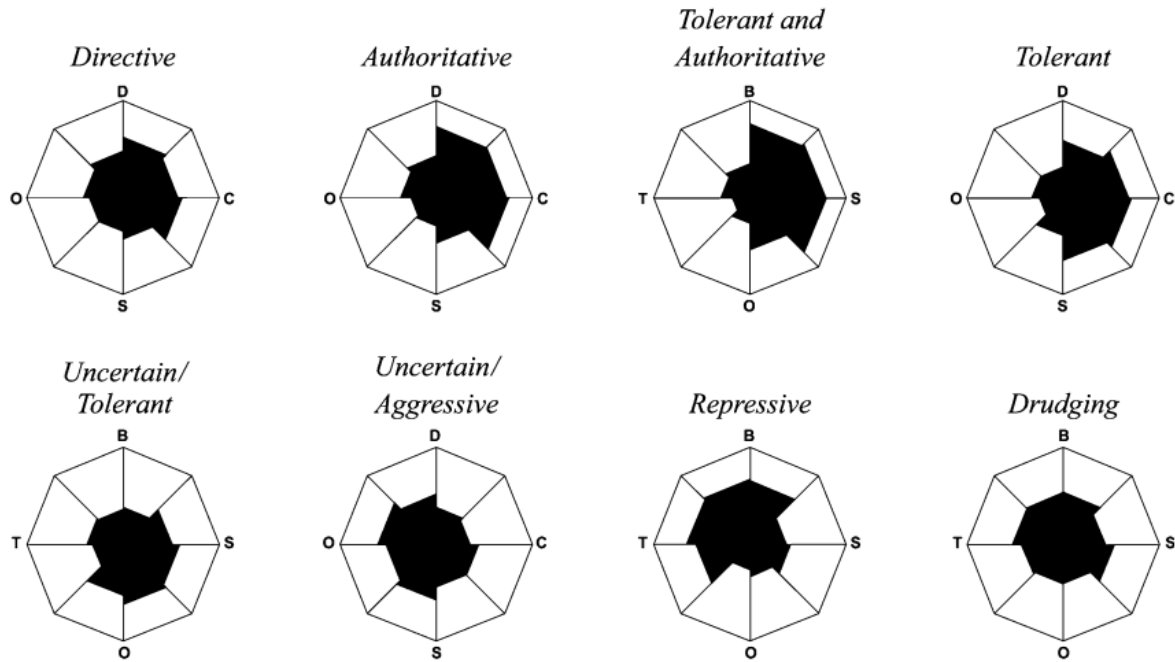 Directive
Authoritative
Tolerant and
Authoritative
Tolerant
D
O
C
S
D
O
C
S
B
T
S
O
D
O
C
S
Uncertain/
Tolerant
Uncertain/
Aggressive
Repressive
Drudging
B
T
S
O
D
O
C
S
B
T
S
O
B
T
S
O